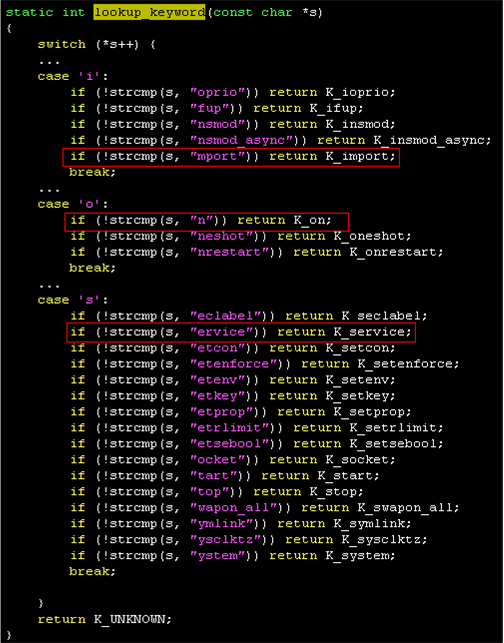 static int lookup_keyword(const char *s)
{
    switch (*s++) {
    ...
    case 'i':
        if (!strcmp(s, "oprio")) return K_ioprio;
        if (!strcmp(s, "fup")) return K_ifup;
        if (!strcmp(s, "nsmod")) return K_insmod;
        if (!strcmp(s, "nsmod_async")) return K_insmod_async;
        if (!strcmp(s, "mport")) return K_import;
        break;
    ...
    case 'o':
        if (!strcmp(s, "n")) return K_on;
        if (!strcmp(s, "neshot")) return K_oneshot;
        if (!strcmp(s, "nrestart")) return K_onrestart;
        break;
    ...
    case 's':
        if (!strcmp(s, "eclabel")) return K_seclabel;
        if (!strcmp(s, "ervice")) return K_service;
        if (!strcmp(s, "etcon")) return K_setcon;
        if (!strcmp(s, "etenforce")) return K_setenforce;
        if (!strcmp(s, "etenv")) return K_setenv;
        if (!strcmp(s, "etkey")) return K_setkey;
        if (!strcmp(s, "etprop")) return K_setprop;
        if (!strcmp(s, "etrlimit")) return K_setrlimit;
        if (!strcmp(s, "etsebool")) return K_setsebool;
        if (!strcmp(s, "ocket")) return K_socket;
        if (!strcmp(s, "tart")) return K_start;
        if (!strcmp(s, "top")) return K_stop;
        if (!strcmp(s, "wapon_all")) return K_swapon_all;
        if (!strcmp(s, "ymlink")) return K_symlink;
        if (!strcmp(s, "ysclktz")) return K_sysclktz;
        if (!strcmp(s, "ystem")) return K_system;
        break;
    }
    return K_UNKNOWN;
}